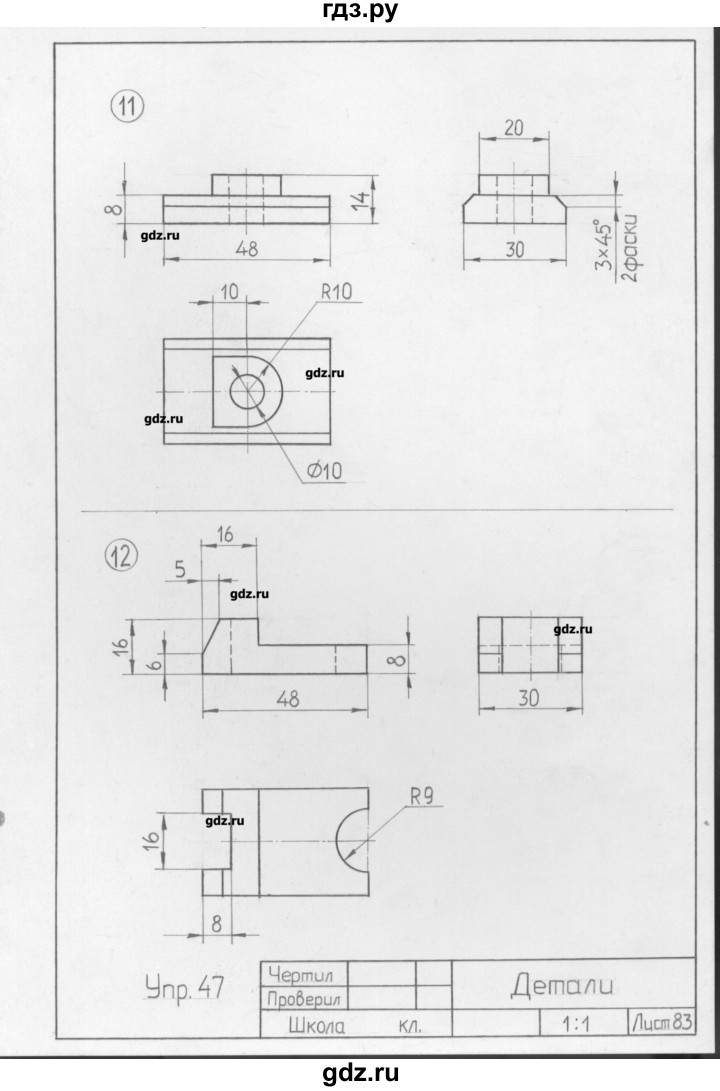 гдз.ру
11
20
14
8
gdz.ru
48
30
3×45°
2фаски
10
R10
gdz.ru
gdz.ru
Ø10
12
16
5
gdz.ru
16
6
8
gdz.ru
48
30
R9
gdz.ru
16
8
Упр. 47
Чертил
Проверил
Детали
Школа кл.
1:1
Лист 83
gdz.ru